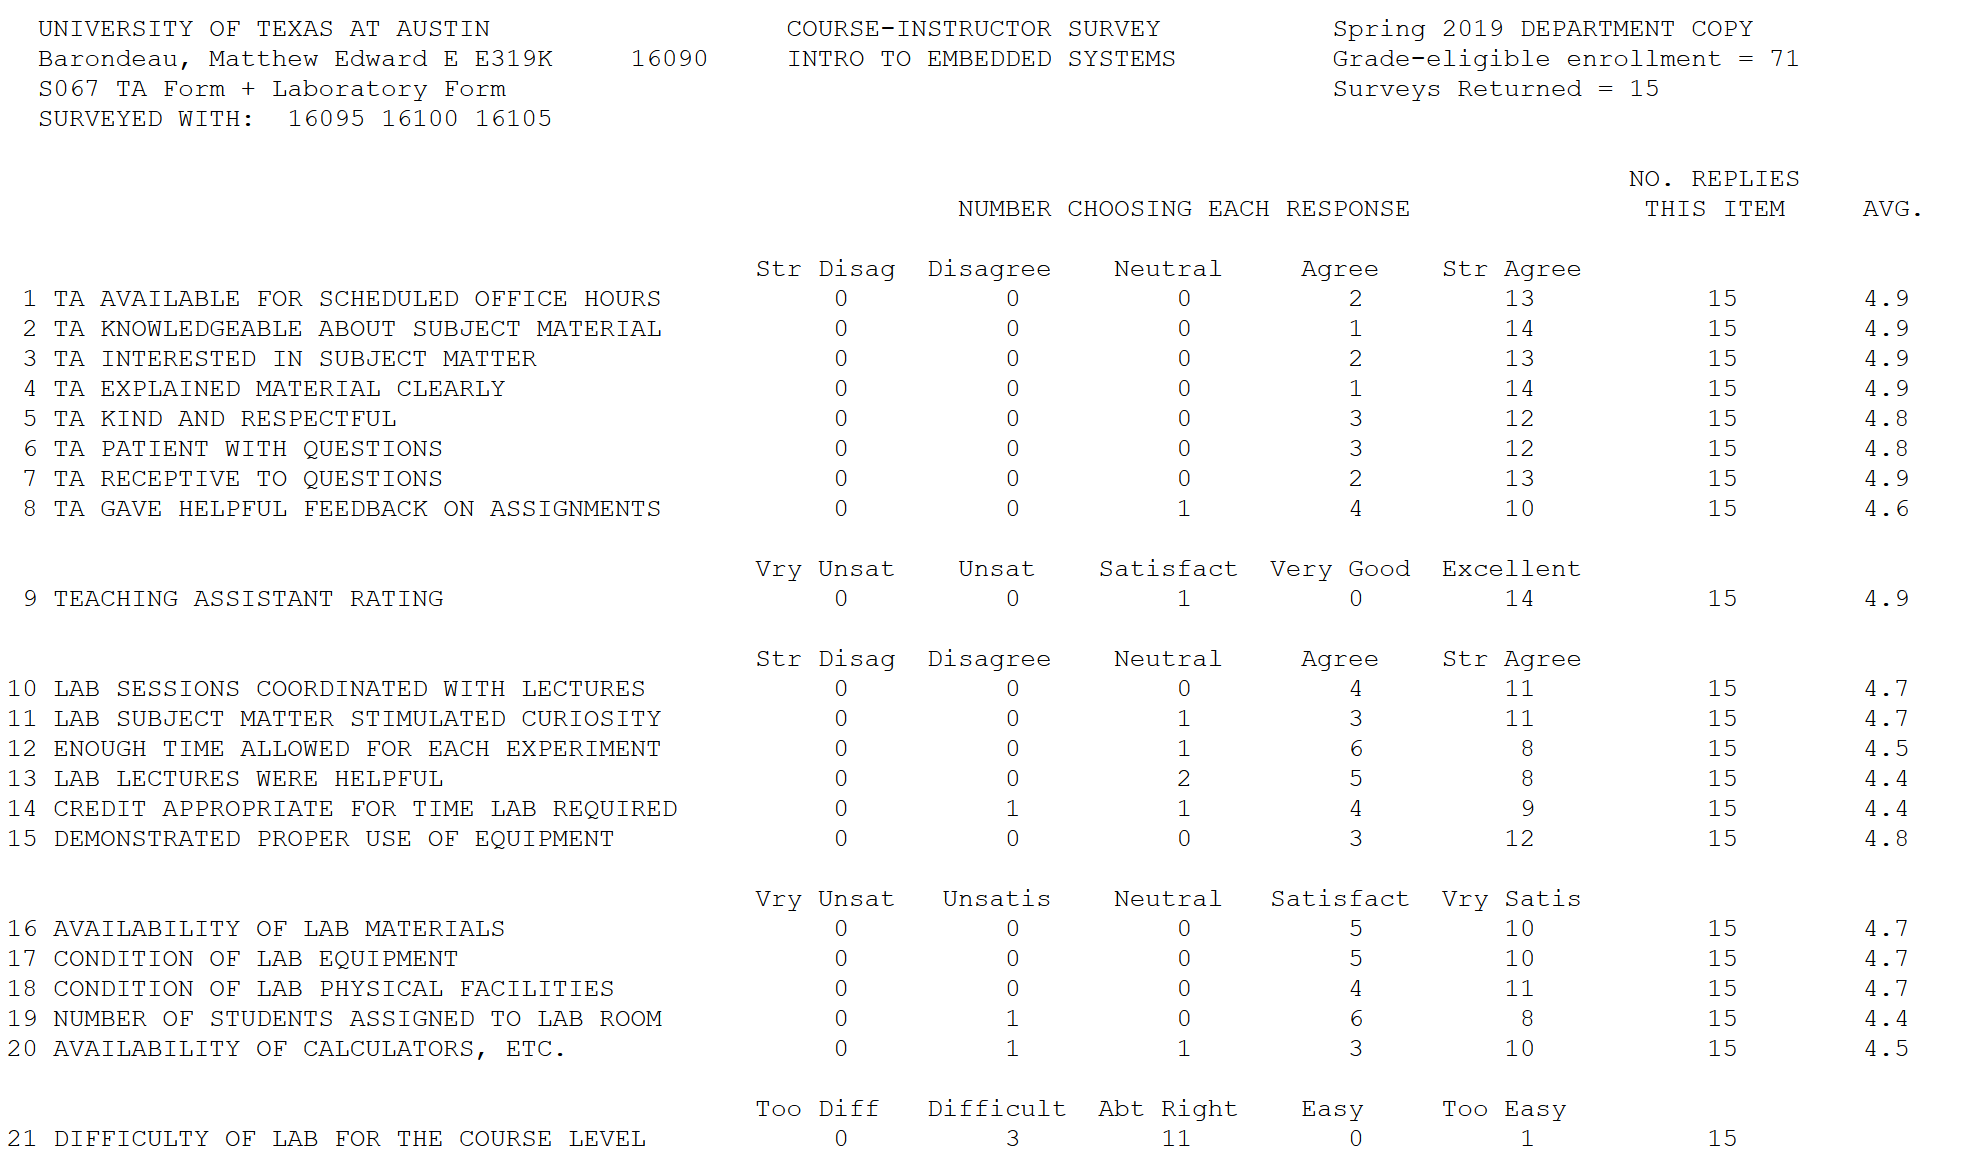 UNIVERSITY OF TEXAS AT AUSTIN COURSE-INSTRUCTOR SURVEY Spring 2019 DEPARTMENT COPY
Barondeau, Matthew Edward E E319K 16090 INTRO TO EMBEDDED SYSTEMS Grade-eligible enrollment = 71
S067 TA Form + Laboratory Form Surveys Returned = 15
SURVEYED WITH: 16095 16100 16105
NO. REPLIES
NUMBER CHOOSING EACH RESPONSE THIS ITEM AVG.
Str Disag Disagree Neutral Agree Str Agree
1 TA AVAILABLE FOR SCHEDULED OFFICE HOURS 0 0 0 2 13 15 4.9
2 TA KNOWLEDGEABLE ABOUT SUBJECT MATERIAL 0 0 0 1 14 15 4.9
3 TA INTERESTED IN SUBJECT MATTER 0 0 0 2 13 15 4.9
4 TA EXPLAINED MATERIAL CLEARLY 0 0 0 1 14 15 4.9
5 TA KIND AND RESPECTFUL 0 0 0 3 12 15 4.8
6 TA PATIENT WITH QUESTIONS 0 0 0 3 12 15 4.8
7 TA RECEPTIVE TO QUESTIONS 0 0 0 2 13 15 4.9
8 TA GAVE HELPFUL FEEDBACK ON ASSIGNMENTS 0 0 1 4 10 15 4.6
Vry Unsat Unsat Satisfact Very Good Excellent
9 TEACHING ASSISTANT RATING 0 0 1 0 14 15 4.9
Str Disag Disagree Neutral Agree Str Agree
10 LAB SESSIONS COORDINATED WITH LECTURES 0 0 0 4 11 15 4.7
11 LAB SUBJECT MATTER STIMULATED CURIOSITY 0 0 1 3 11 15 4.7
12 ENOUGH TIME ALLOWED FOR EACH EXPERIMENT 0 0 1 6 8 15 4.5
13 LAB LECTURES WERE HELPFUL 0 0 2 5 8 15 4.4
14 CREDIT APPROPRIATE FOR TIME LAB REQUIRED 0 1 1 4 9 15 4.4
15 DEMONSTRATED PROPER USE OF EQUIPMENT 0 0 0 3 12 15 4.8
Vry Unsat Unsatis Neutral Satisfact Vry Satis
16 AVAILABILITY OF LAB MATERIALS 0 0 0 5 10 15 4.7
17 CONDITION OF LAB EQUIPMENT 0 0 0 5 10 15 4.7
18 CONDITION OF LAB PHYSICAL FACILITIES 0 0 0 4 11 15 4.7
19 NUMBER OF STUDENTS ASSIGNED TO LAB ROOM 0 1 0 6 8 15 4.4
20 AVAILABILITY OF CALCULATORS, ETC. 0 1 1 3 10 15 4.5
Too Diff Difficult Abt Right Easy Too Easy
21 DIFFICULTY OF LAB FOR THE COURSE LEVEL 0 3 11 0 1 15